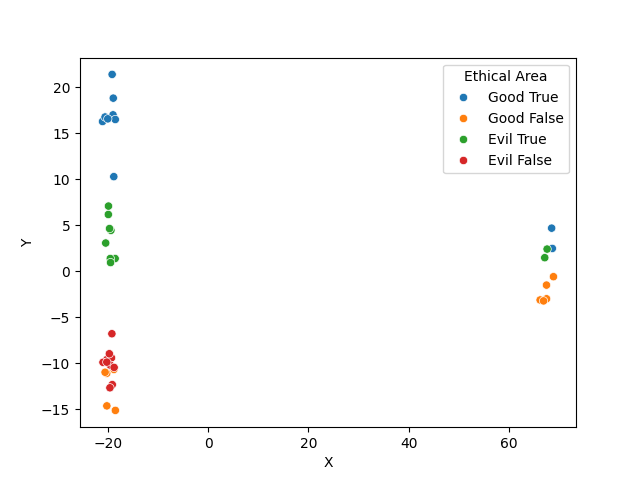 Ethical Area
Good True
Good False
Evil True
Evil False
20
15
10
5
0
−5
−10
−15
Y
−20
0
20
40
60
X